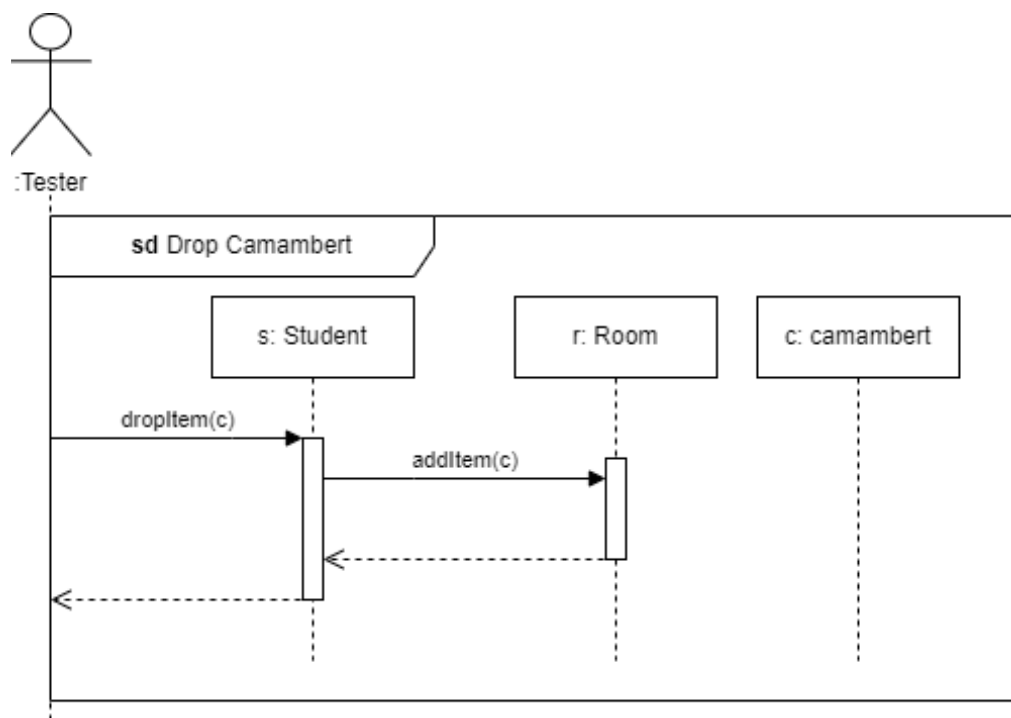 :Tester
sd Drop Camambert
s: Student
r: Room
c: camambert
dropItem(c)
addItem(c)